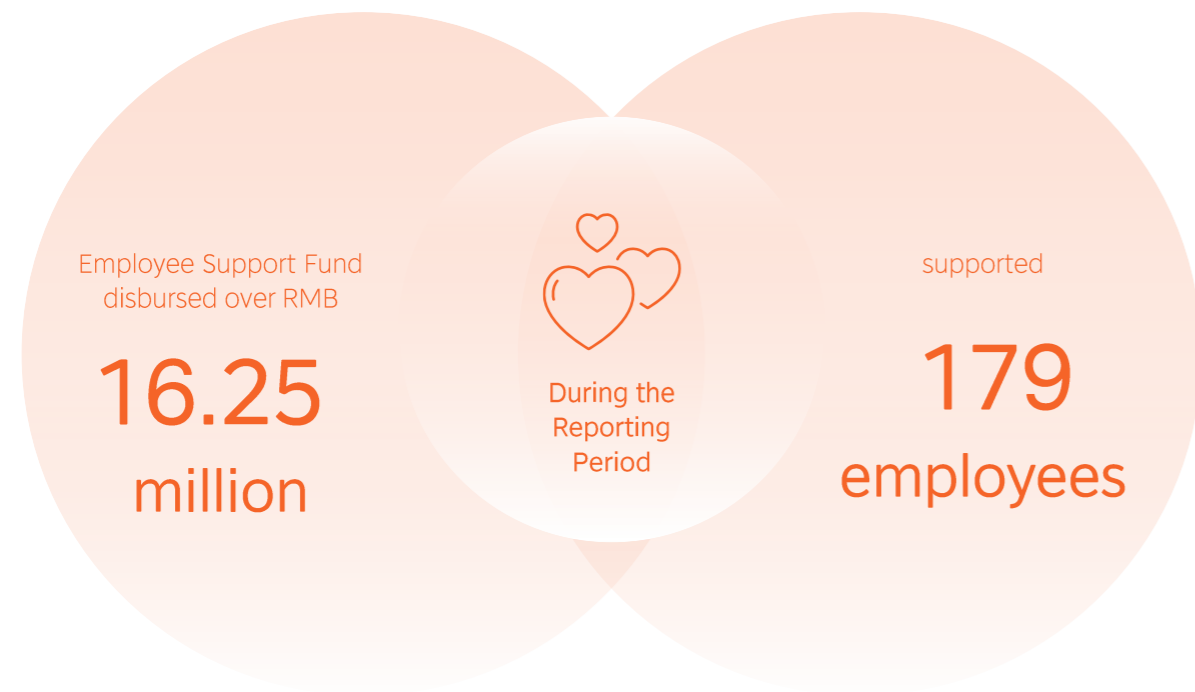 Employee Support Fund
disbursed over RMB
16.25
million
During the
Reporting
Period
supported
179
employees